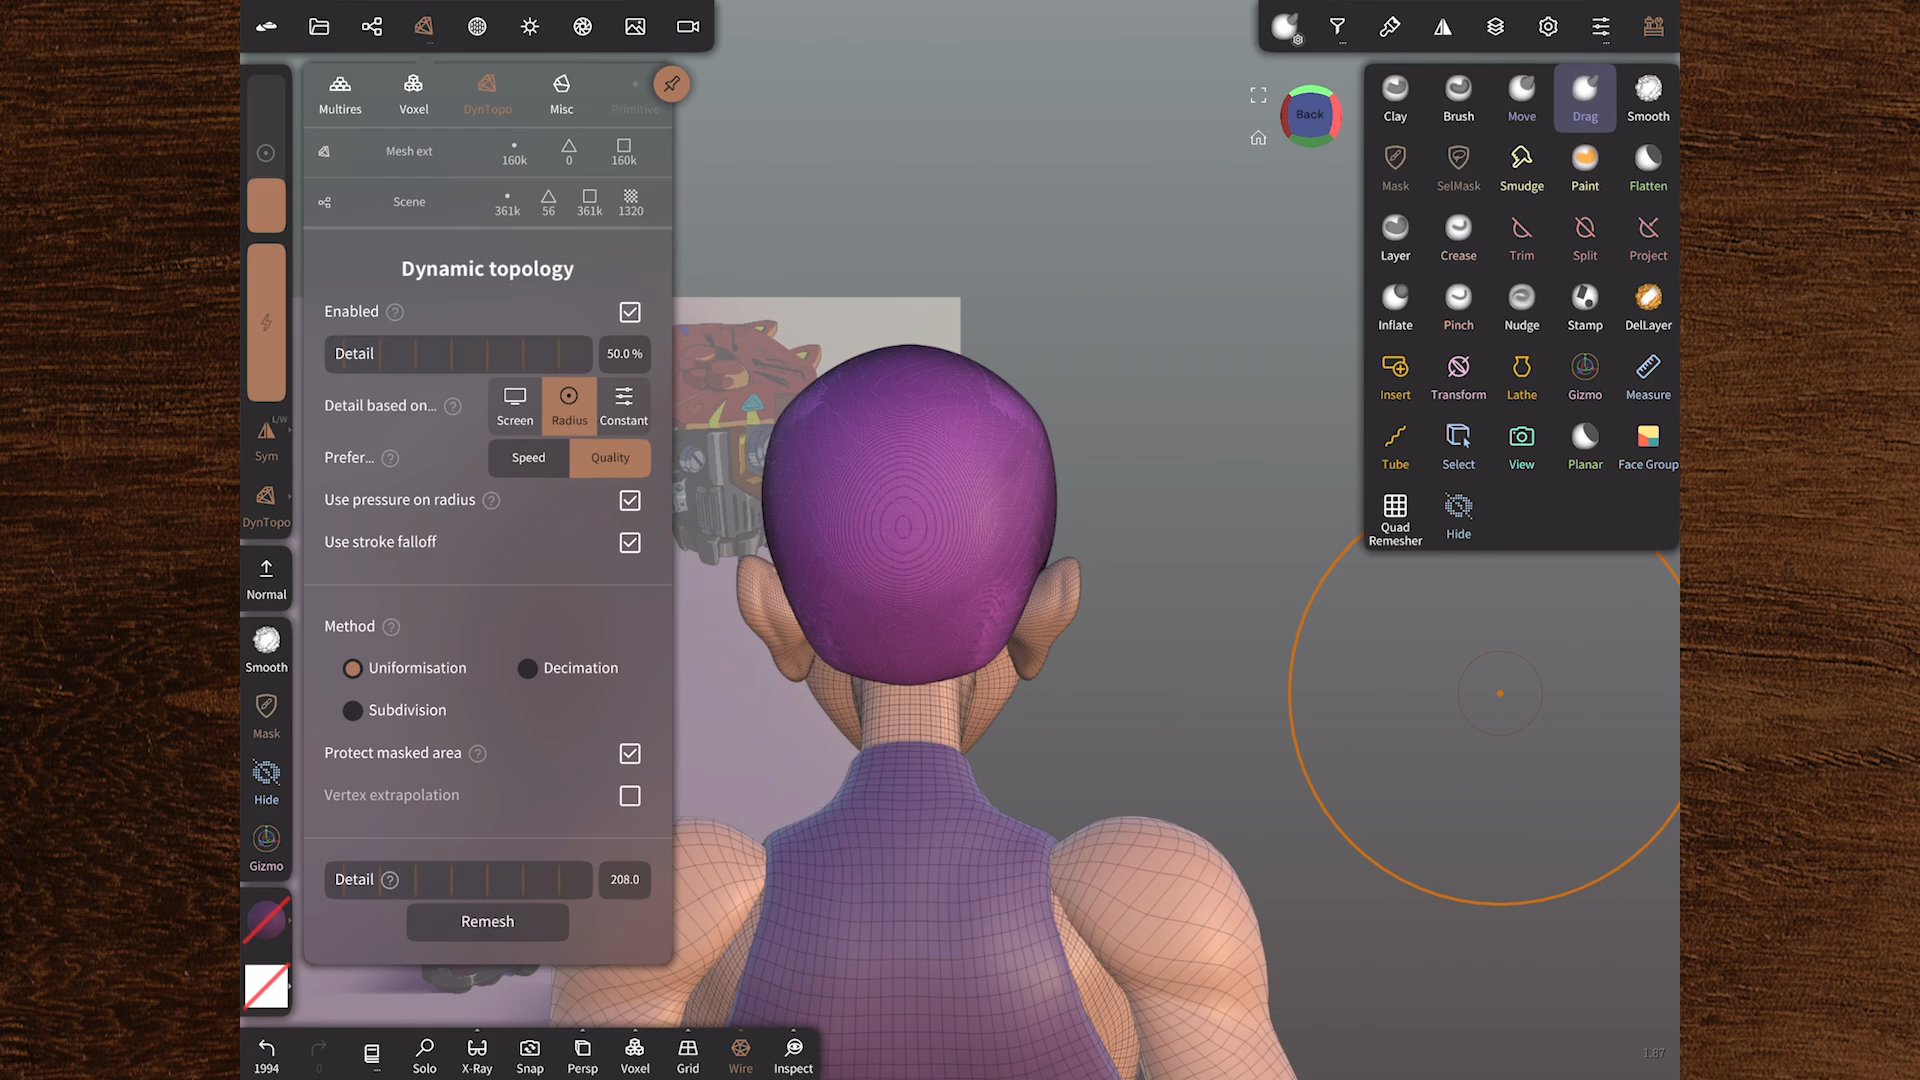 Multires
Voxel
DynTopo
Misc
Primitive
Mesh ext
160k
0
160k
Scene
361k
56
361k
1320
Dynamic topology
Enabled ?
Detail
50.0 %
Detail based on... ?
Screen
Radius
Constant
Prefer... ?
Speed
Quality
Use pressure on radius ?
Use stroke falloff
Method ?
Uniformisation
Decimation
Subdivision
Protect masked area ?
Vertex extrapolation
Detail ?
208.0
Remesh
L/W
Sym
DynTopo
Normal
Smooth
Mask
Hide
Gizmo
1994
0
...
Solo
X-Ray
Snap
Persp
Voxel
Grid
Wire
Inspect
Back
Clay
Brush
Move
Drag
Smooth
Mask
SelMask
Smudge
Paint
Flatten
Layer
Crease
Trim
Split
Project
Inflate
Pinch
Nudge
Stamp
DelLayer
Insert
Transform
Lathe
Gizmo
Measure
Tube
Select
View
Planar
Face Group
Quad
Remesher
Hide
1.87